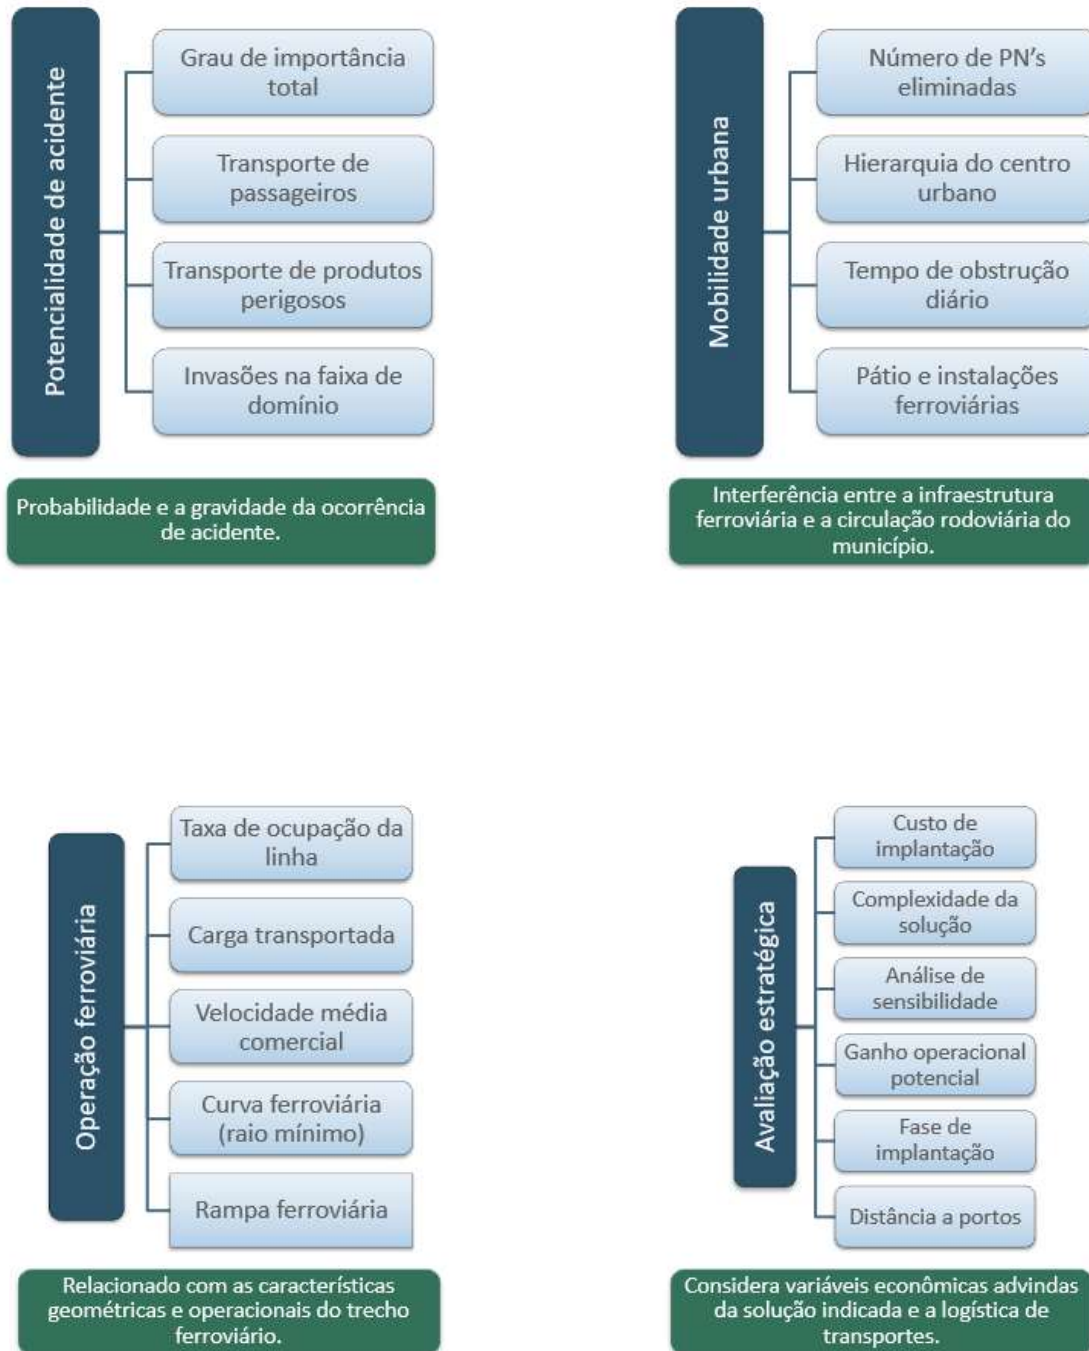 Potencialidade de acidente
Grau de importância
total
Transporte de
passageiros
Transporte de produtos
perigosos
Invasões na faixa de
domínio
Probabilidade e a gravidade da ocorrência
de acidente.
Mobilidade urbana
Número de PN's
eliminadas
Hierarquia do centro
urbano
Tempo de obstrução
diário
Pátio e instalações
ferroviárias
Interferência entre a infraestrutura
ferroviária e a circulação rodoviária do
município.
Operação ferroviária
Taxa de ocupação da
linha
Carga transportada
Velocidade média
comercial
Curva ferroviária
(raio mínimo)
Rampa ferroviária
Relacionado com as características
geométricas e operacionais do trecho
ferroviário.
Avaliação estratégica
Custo de
implantação
Complexidade da
solução
Análise de
sensibilidade
Ganho operacional
potencial
Fase de
implantação
Distância a portos
Considera variáveis econômicas advindas
da solução indicada e a logística de
transportes.